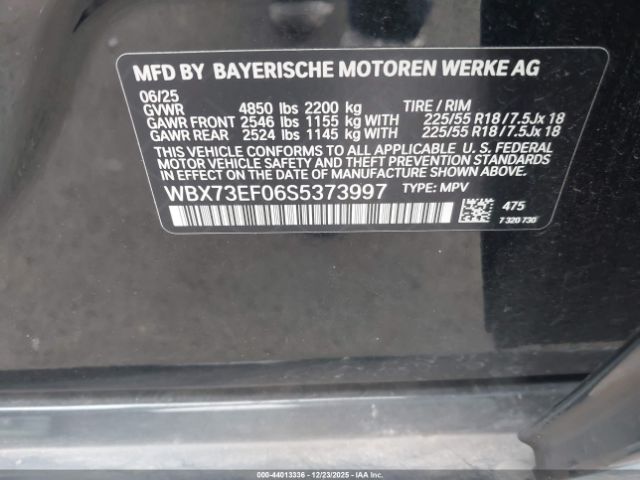 MFD BY BAYERISCHE MOTOREN WERKE AG
06/25
GVWR 4850 lbs 2200 kg TIRE / RIM
GAWR FRONT 2546 lbs 1155 kg WITH 225/55 R18 / 7.5Jx 18
GAWR REAR 2524 lbs 1145 kg WITH 225/55 R18 / 7.5Jx 18
THIS VEHICLE CONFORMS TO ALL APPLICABLE U. S. FEDERAL
MOTOR VEHICLE SAFETY AND THEFT PREVENTION STANDARDS
IN EFFECT ON THE DATE OF MANUFACTURE SHOWN ABOVE.
WBX73EF06S5373997 TYPE: MPV
475
7 320 730
000-44013336 - 12/23/2025 - IAAI.CA